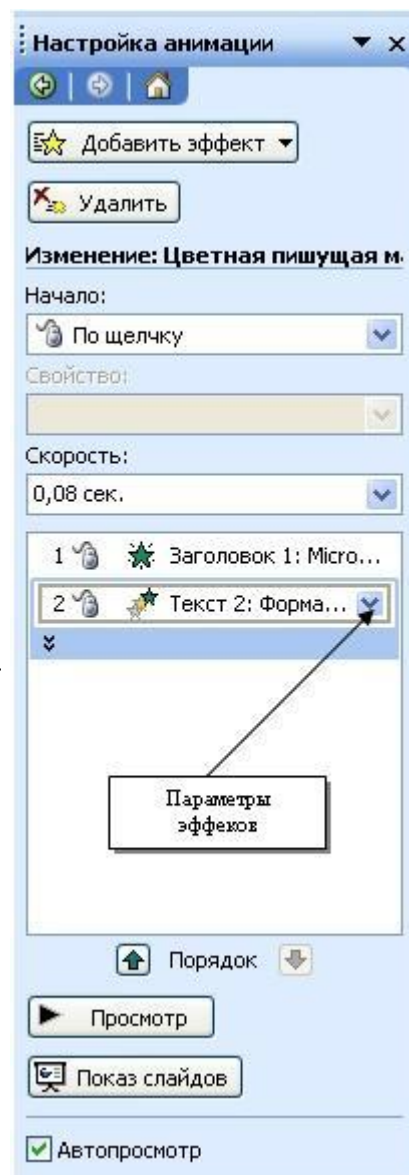 Настройка анимации
Добавить эффект
Удалить
Изменение: Цветная пишущая м
Начало:
По щелчку
Свойство:
Скорость:
0,08 сек.
1 Заголовок 1: Micro...
2 Текст 2: Форма...
Параметры
эффеков
Порядок
Просмотр
Показ слайдов
Автопросмотр